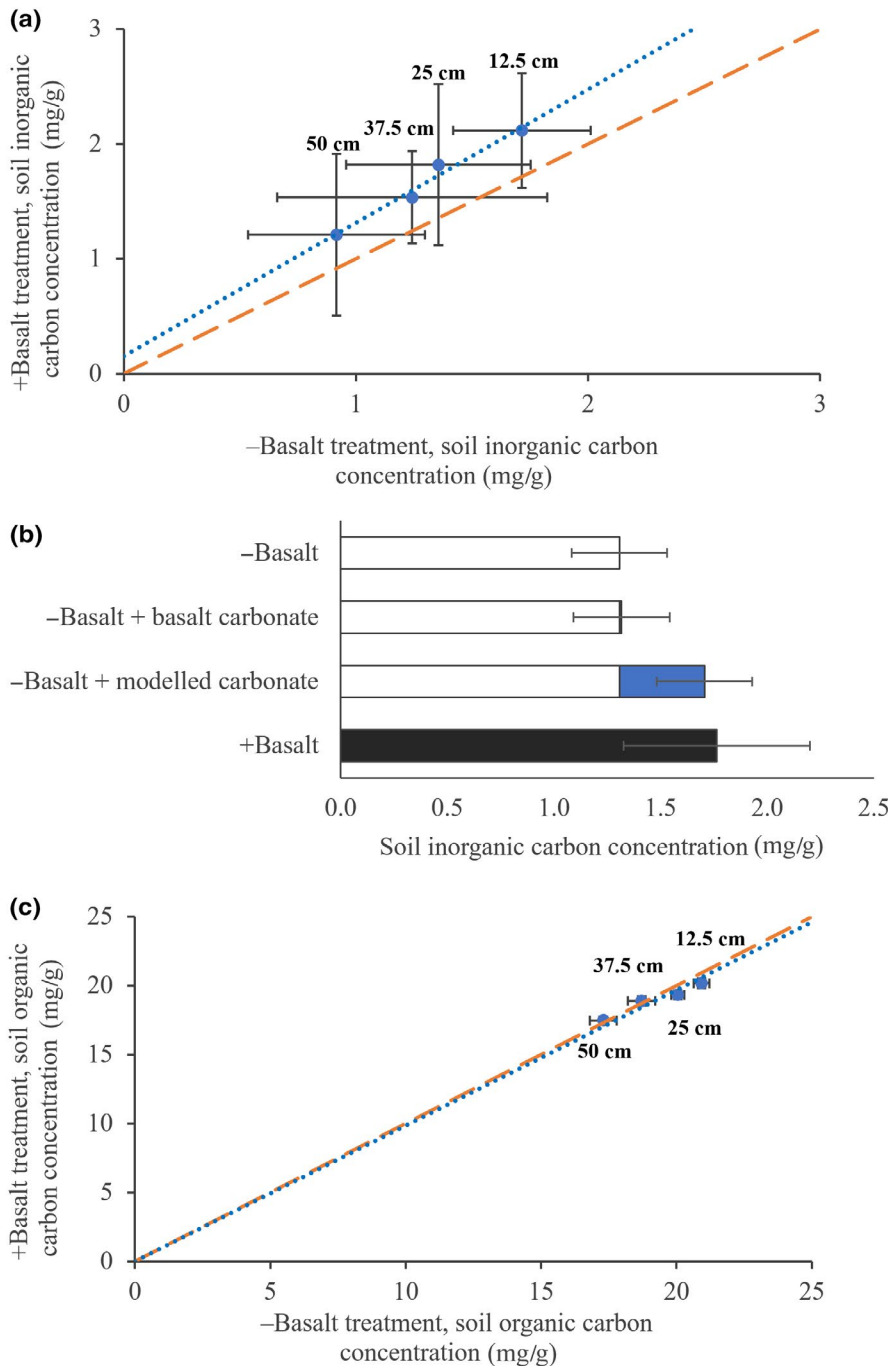 (a)
+Basalt treatment, soil inorganic
carbon concentration (mg/g)
3
2
1
0
12.5 cm
25 cm
37.5 cm
50 cm
0
1
2
3
–Basalt treatment, soil inorganic carbon
concentration (mg/g)
(b)
–Basalt
–Basalt + basalt carbonate
–Basalt + modelled carbonate
+Basalt
0.0
0.5
1.0
1.5
2.0
2.5
Soil inorganic carbon concentration (mg/g)
(c)
+Basalt treatment, soil organic
carbon concentration (mg/g)
25
20
15
10
5
0
12.5 cm
37.5 cm
25 cm
50 cm
0
5
10
15
20
25
–Basalt treatment, soil organic carbon
concentration (mg/g)